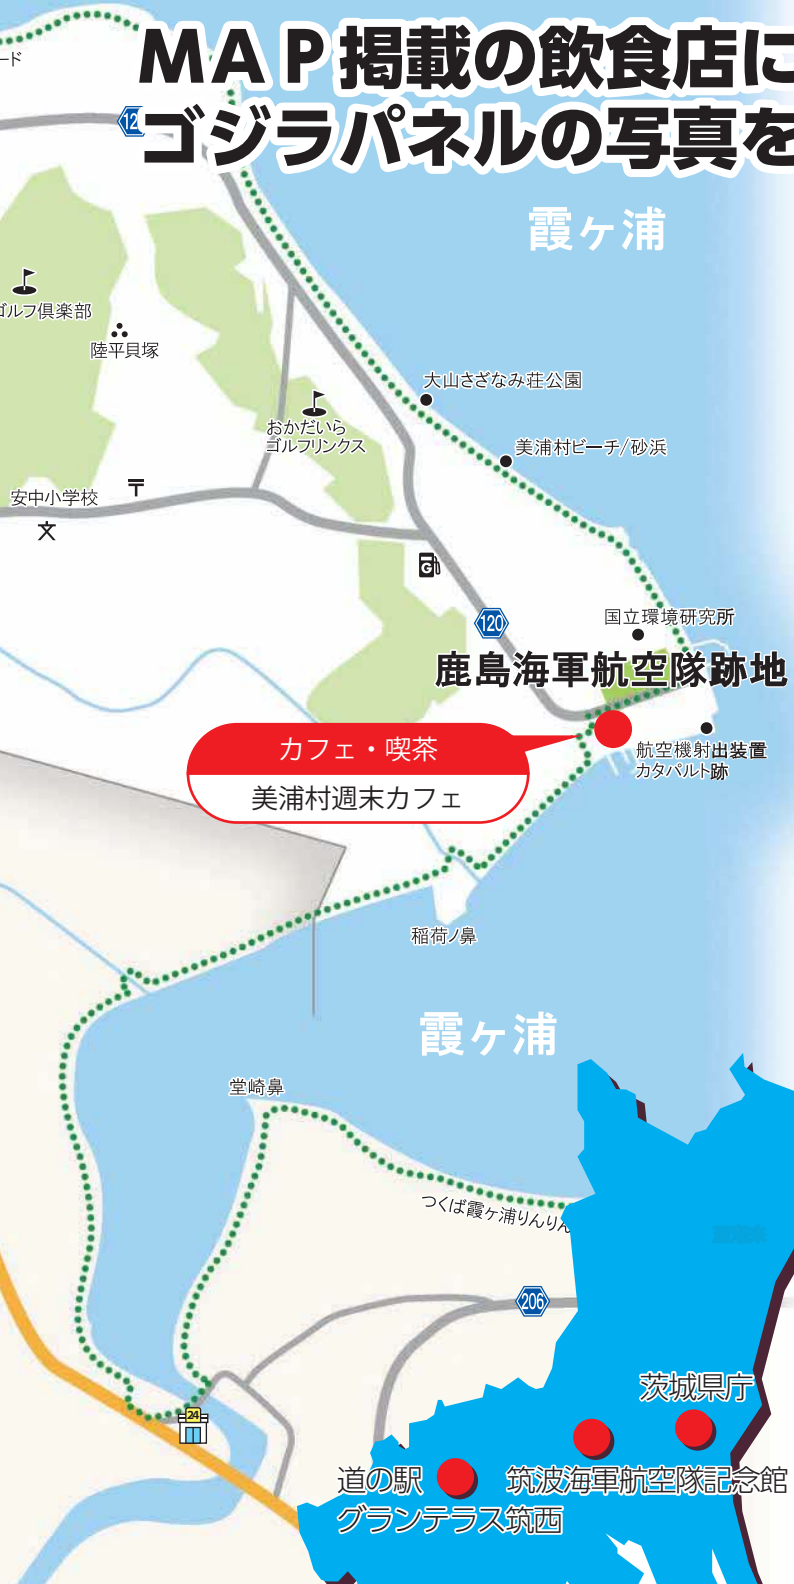 MAP掲載の飲食店に
ード
12
ゴジラパネルの写真を
霞ヶ浦
ゴルフ倶楽部
陸平貝塚
大山さざなみ荘公園
おかだいら
ゴルフリンクス
美浦村ビーチ/砂浜
安中小学校
〒
文
G
120
国立環境研究所
鹿島海軍航空隊跡地
カフェ・喫茶
美浦村週末カフェ
航空機射出装置
カタパルト跡
稲荷ノ鼻
霞ヶ浦
堂崎鼻
つくば霞ヶ浦りんりん
206
茨城県庁
24
道の駅
グランテラス筑西
筑波海軍航空隊記念館